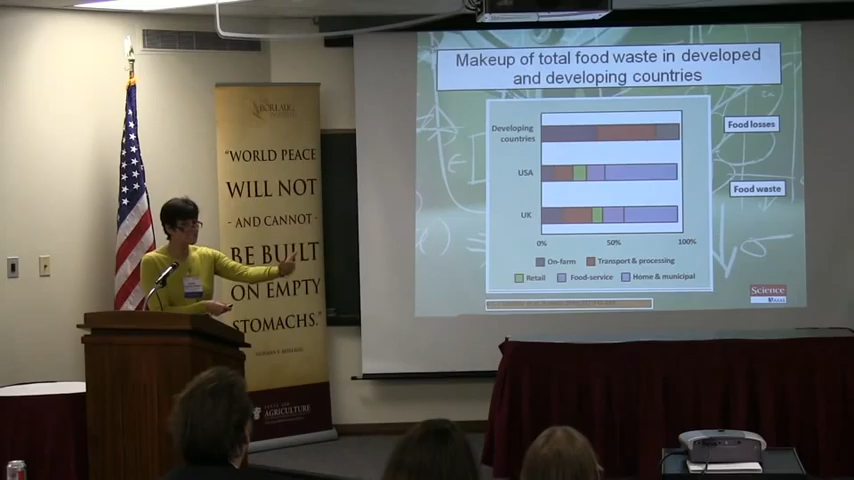 BORLAUG
"WORLD PEACE
WILL NOT
- AND CANNOT -
BE BUILT
ON EMPTY
STOMACHS."
AGRICULTURE
Makeup of total food waste in developed
and developing countries
Developing
countries
USA
UK
0%
50%
100%
On-farm
Transport & processing
Retail
Food-service
Home & municipal
Food losses
Food waste
Science